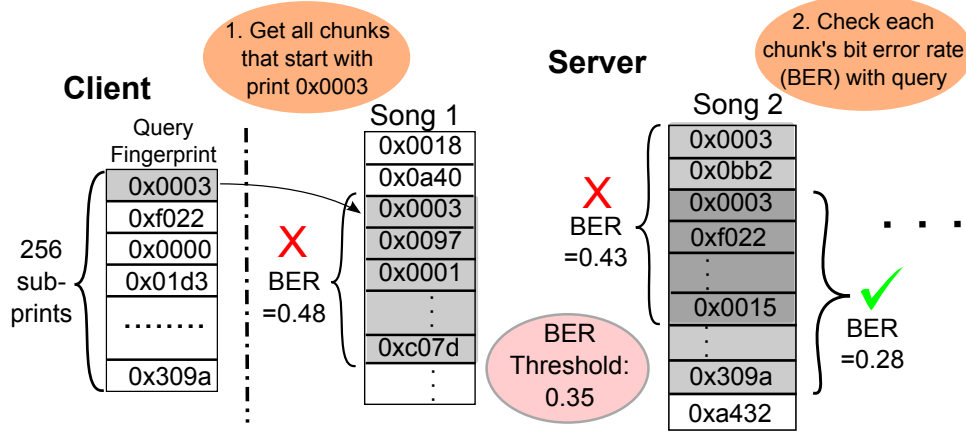 1. Get all chunks
that start with
print 0x0003
2. Check each
chunk's bit error rate
(BER) with query
Client
Server
Query
Fingerprint
0x0003
0xf022
0x0000
0x01d3
........
0x309a
256
sub-
prints
Song 1
0x0018
0x0a40
0x0003
0x0097
0x0001
:
0xc07d
:
X
BER
=0.48
BER
Threshold:
0.35
Song 2
0x0003
0x0bb2
0x0003
0xf022
:
0x0015
:
0x309a
0xa432
X
BER
=0.43
BER
=0.28
. . .